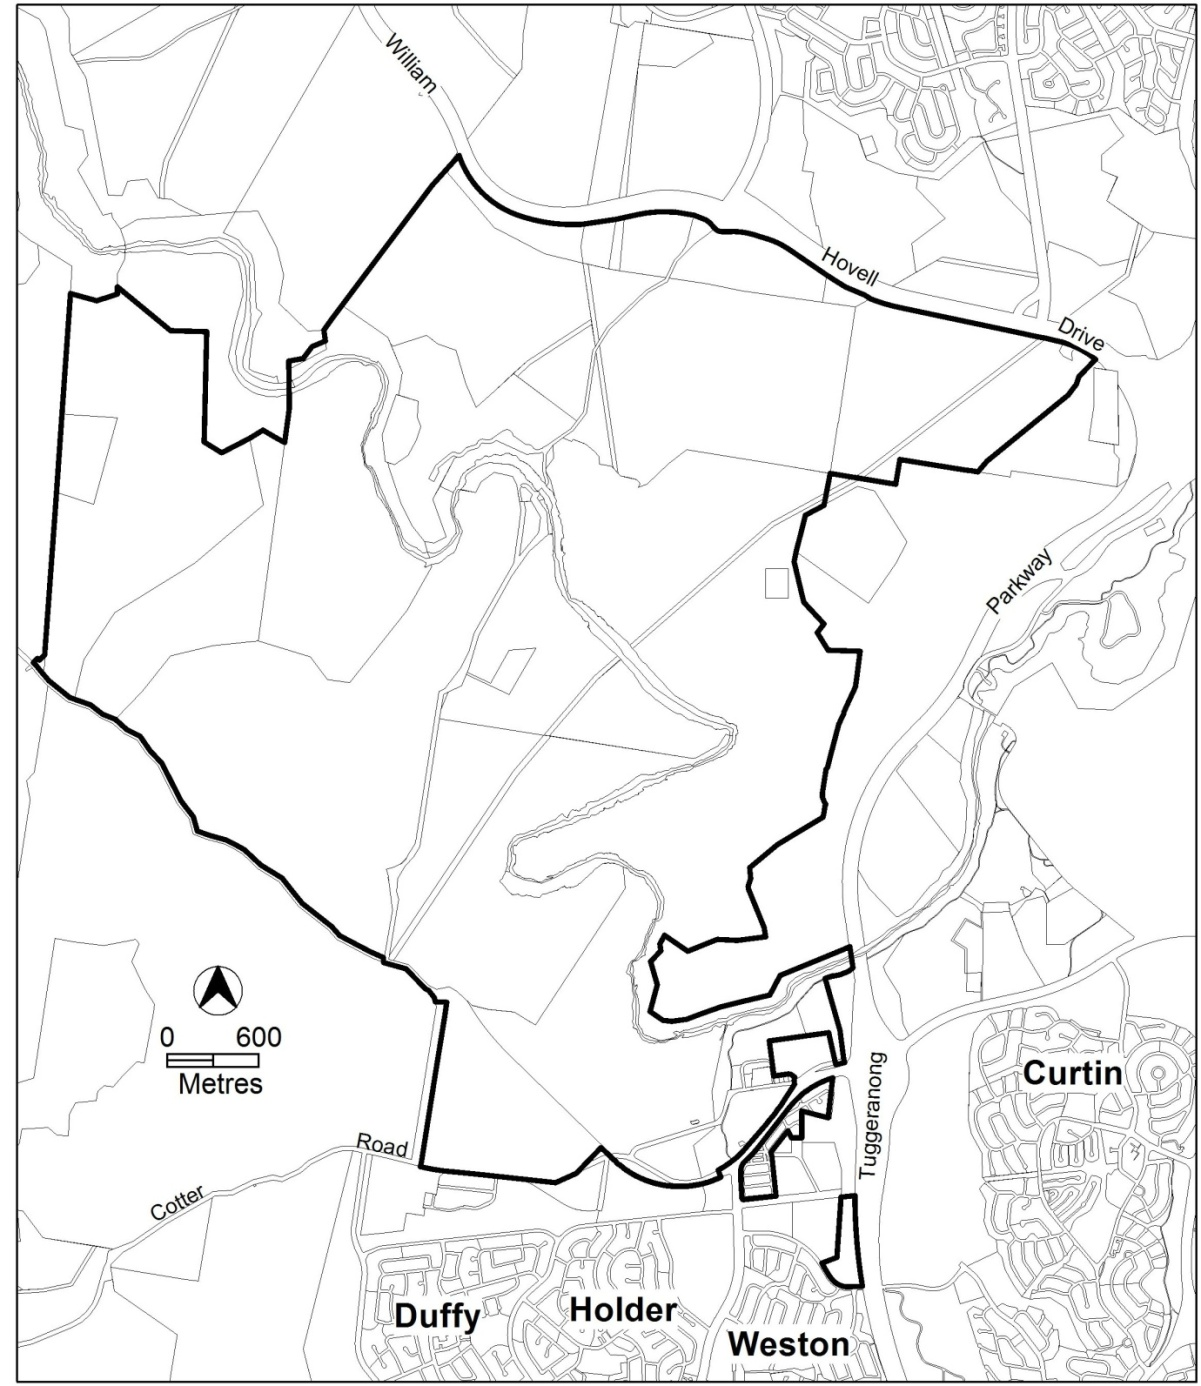 William
Hovell
Drive
Parkway
0 600
Metres
Tuggeranong
Curtin
Road
Cotter
Duffy
Holder
Weston